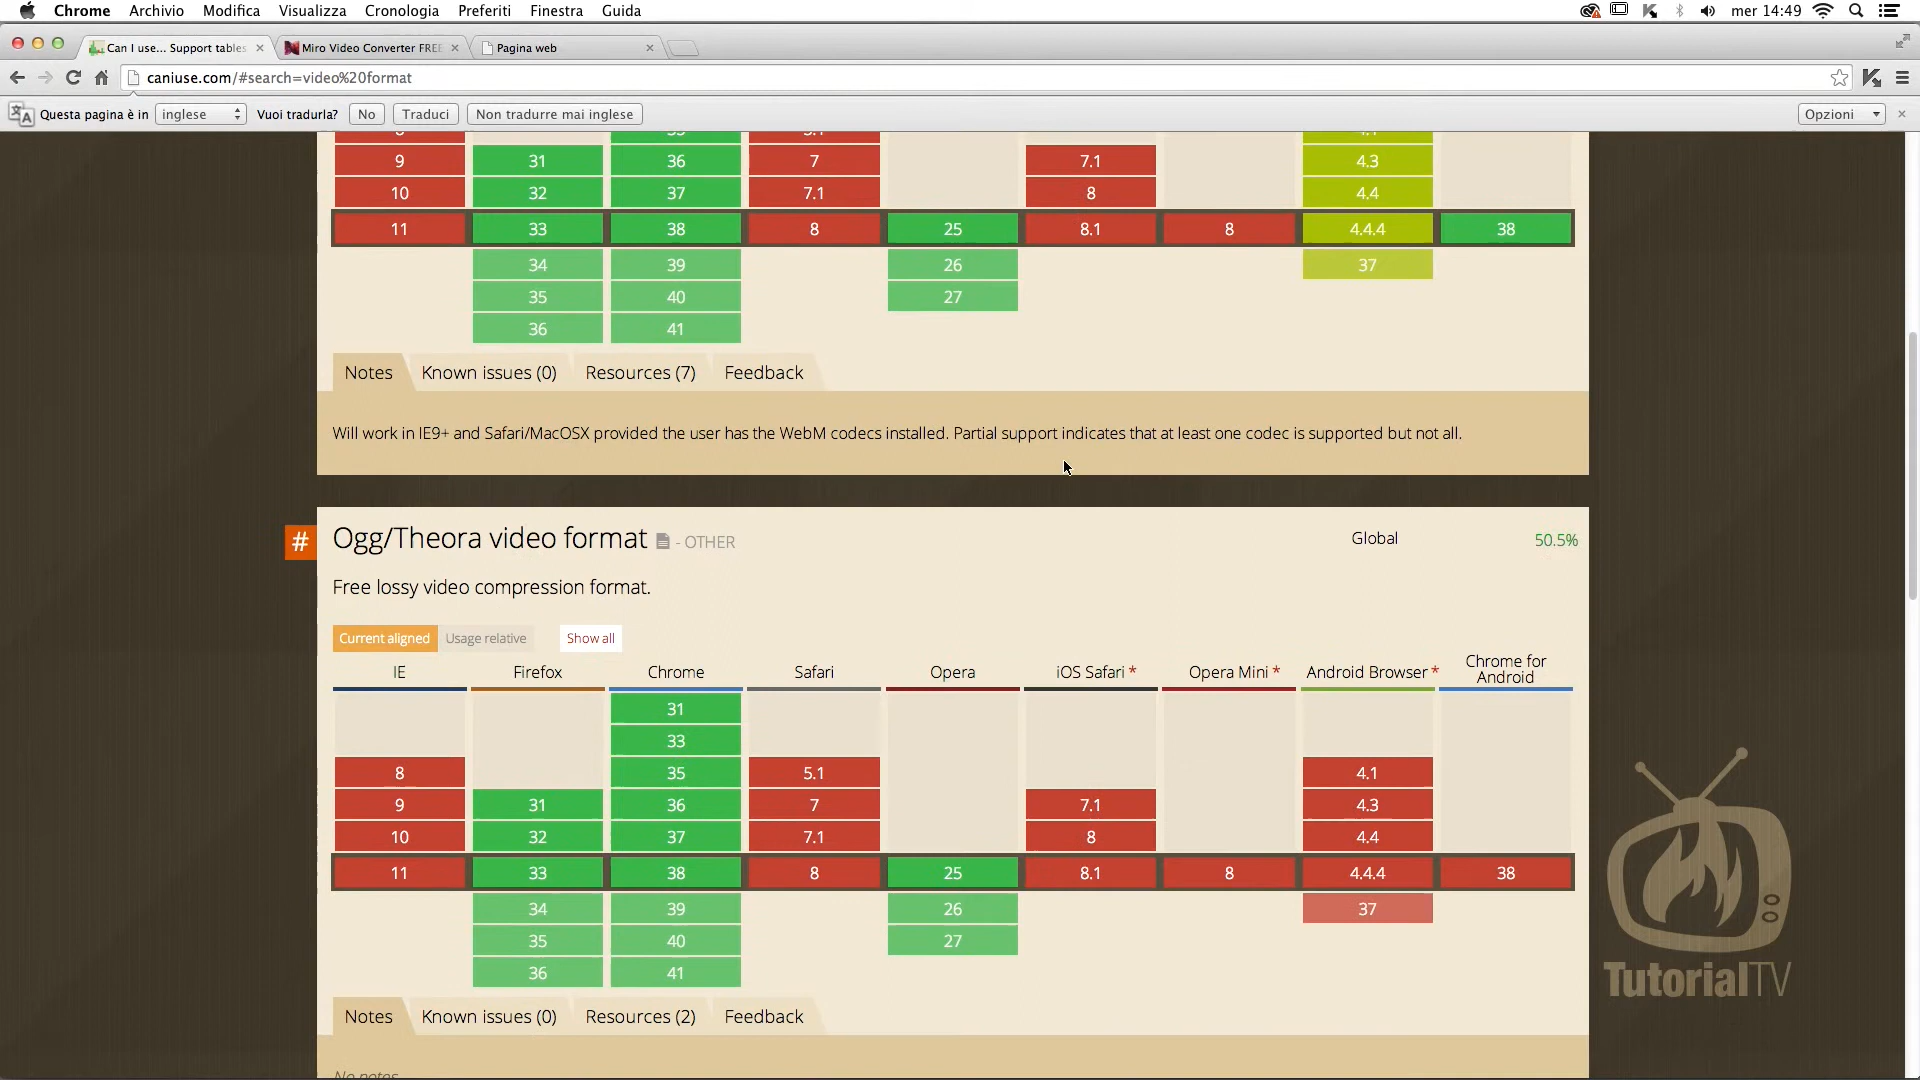 Chrome Archivio Modifica Visualizza Cronologia Preferiti Finestra Guida mer 14:49
Can I use... Support tables Miro Video Converter FREE Pagina web
caniuse.com/#search=video%20format
Questa pagina è in inglese Vuoi tradurla? No Traduci Non tradurre mai inglese Opzioni
9 31 36 7 7.1 4.3
10 32 37 7.1 8 4.4
11 33 38 8 25 8.1 8 4.4.4 38
34 39 26 37
35 40 27
36 41
Notes Known issues (0) Resources (7) Feedback
Will work in IE9+ and Safari/MacOSX provided the user has the WebM codecs installed. Partial support indicates that at least one codec is supported but not all.
# Ogg/Theora video format - OTHER Global 50.5%
Free lossy video compression format.
Current aligned Usage relative Show all
IE Firefox Chrome Safari Opera iOS Safari * Opera Mini * Android Browser * Chrome for Android
31
33
8 35 5.1 4.1
9 31 36 7 7.1 4.3
10 32 37 7.1 8 4.4
11 33 38 8 25 8.1 8 4.4.4 38
34 39 26 37
35 40 27
36 41
TutorialTV
Notes Known issues (0) Resources (2) Feedback
No notes